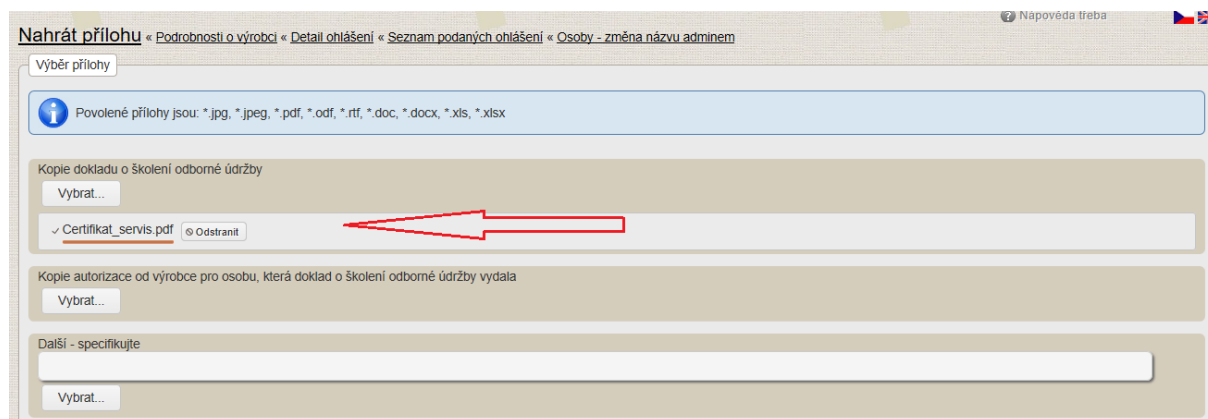 Nápověda třeba
Nahrát přílohu « Podrobnosti o výrobci « Detail ohlášení « Seznam podaných ohlášení « Osoby - změna názvu adminem
Výběr přílohy
Povolené přílohy jsou: *.jpg, *.jpeg, *.pdf, *.odf, *.rtf, *.doc, *.docx, *.xls, *.xlsx
Kopie dokladu o školení odborné údržby
Vybrat...
Certifikat_servis.pdf Odstranit
Kopie autorizace od výrobce pro osobu, která doklad o školení odborné údržby vydala
Vybrat...
Další - specifikujte
Vybrat...